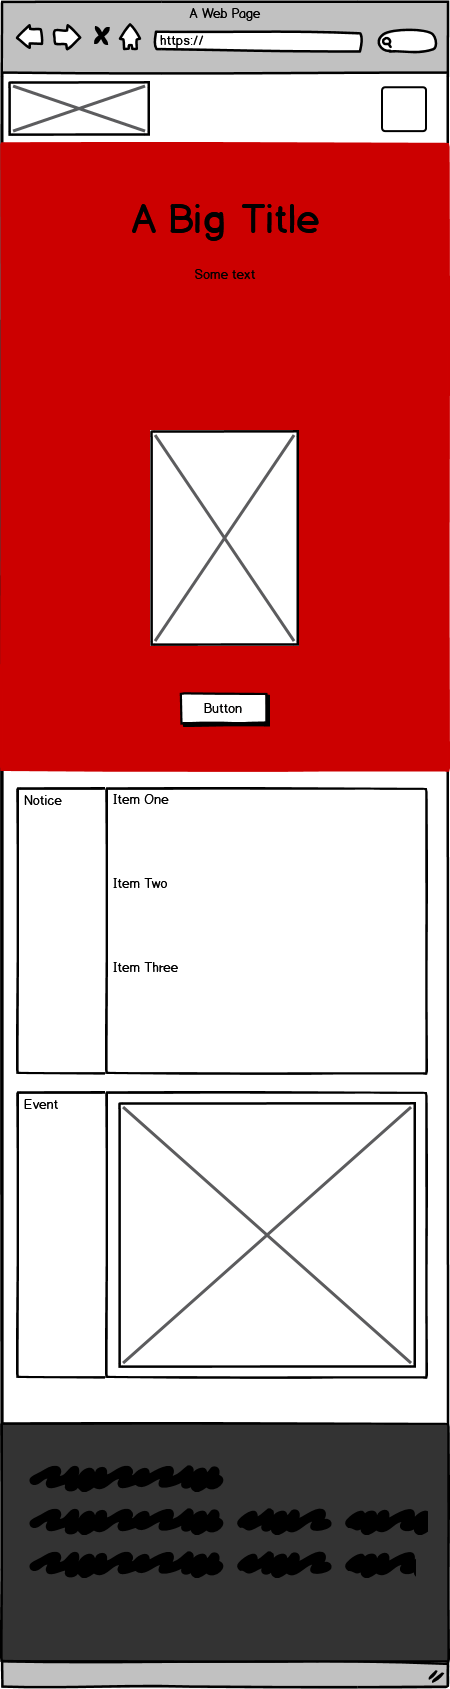 A Web Page
https://
A Big Title
Some text
Button
Notice
Item One
Item Two
Item Three
Event